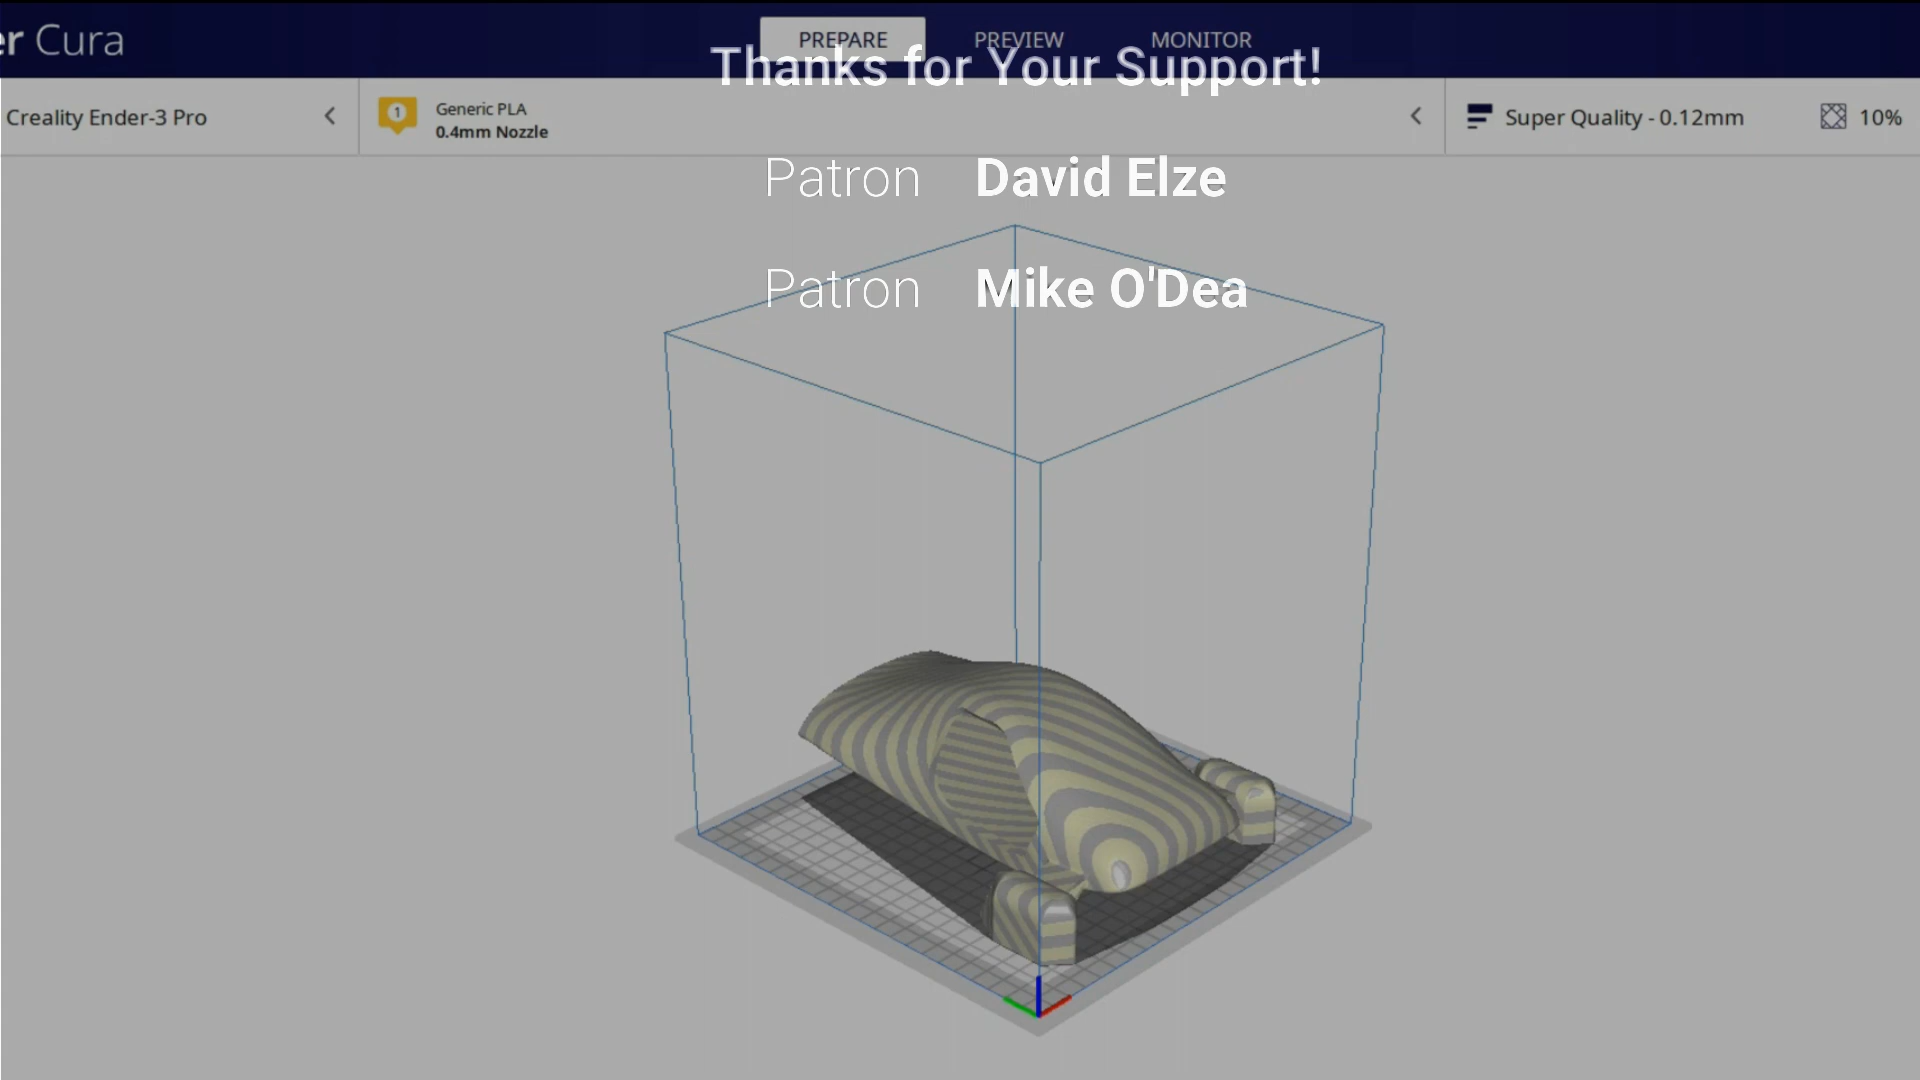 er Cura
PREPARE
PREVIEW
MONITOR
Thanks for Your Support!
Creality Ender-3 Pro
1
Generic PLA
0.4mm Nozzle
Super Quality - 0.12mm
10%
Patron David Elze
Patron Mike O'Dea